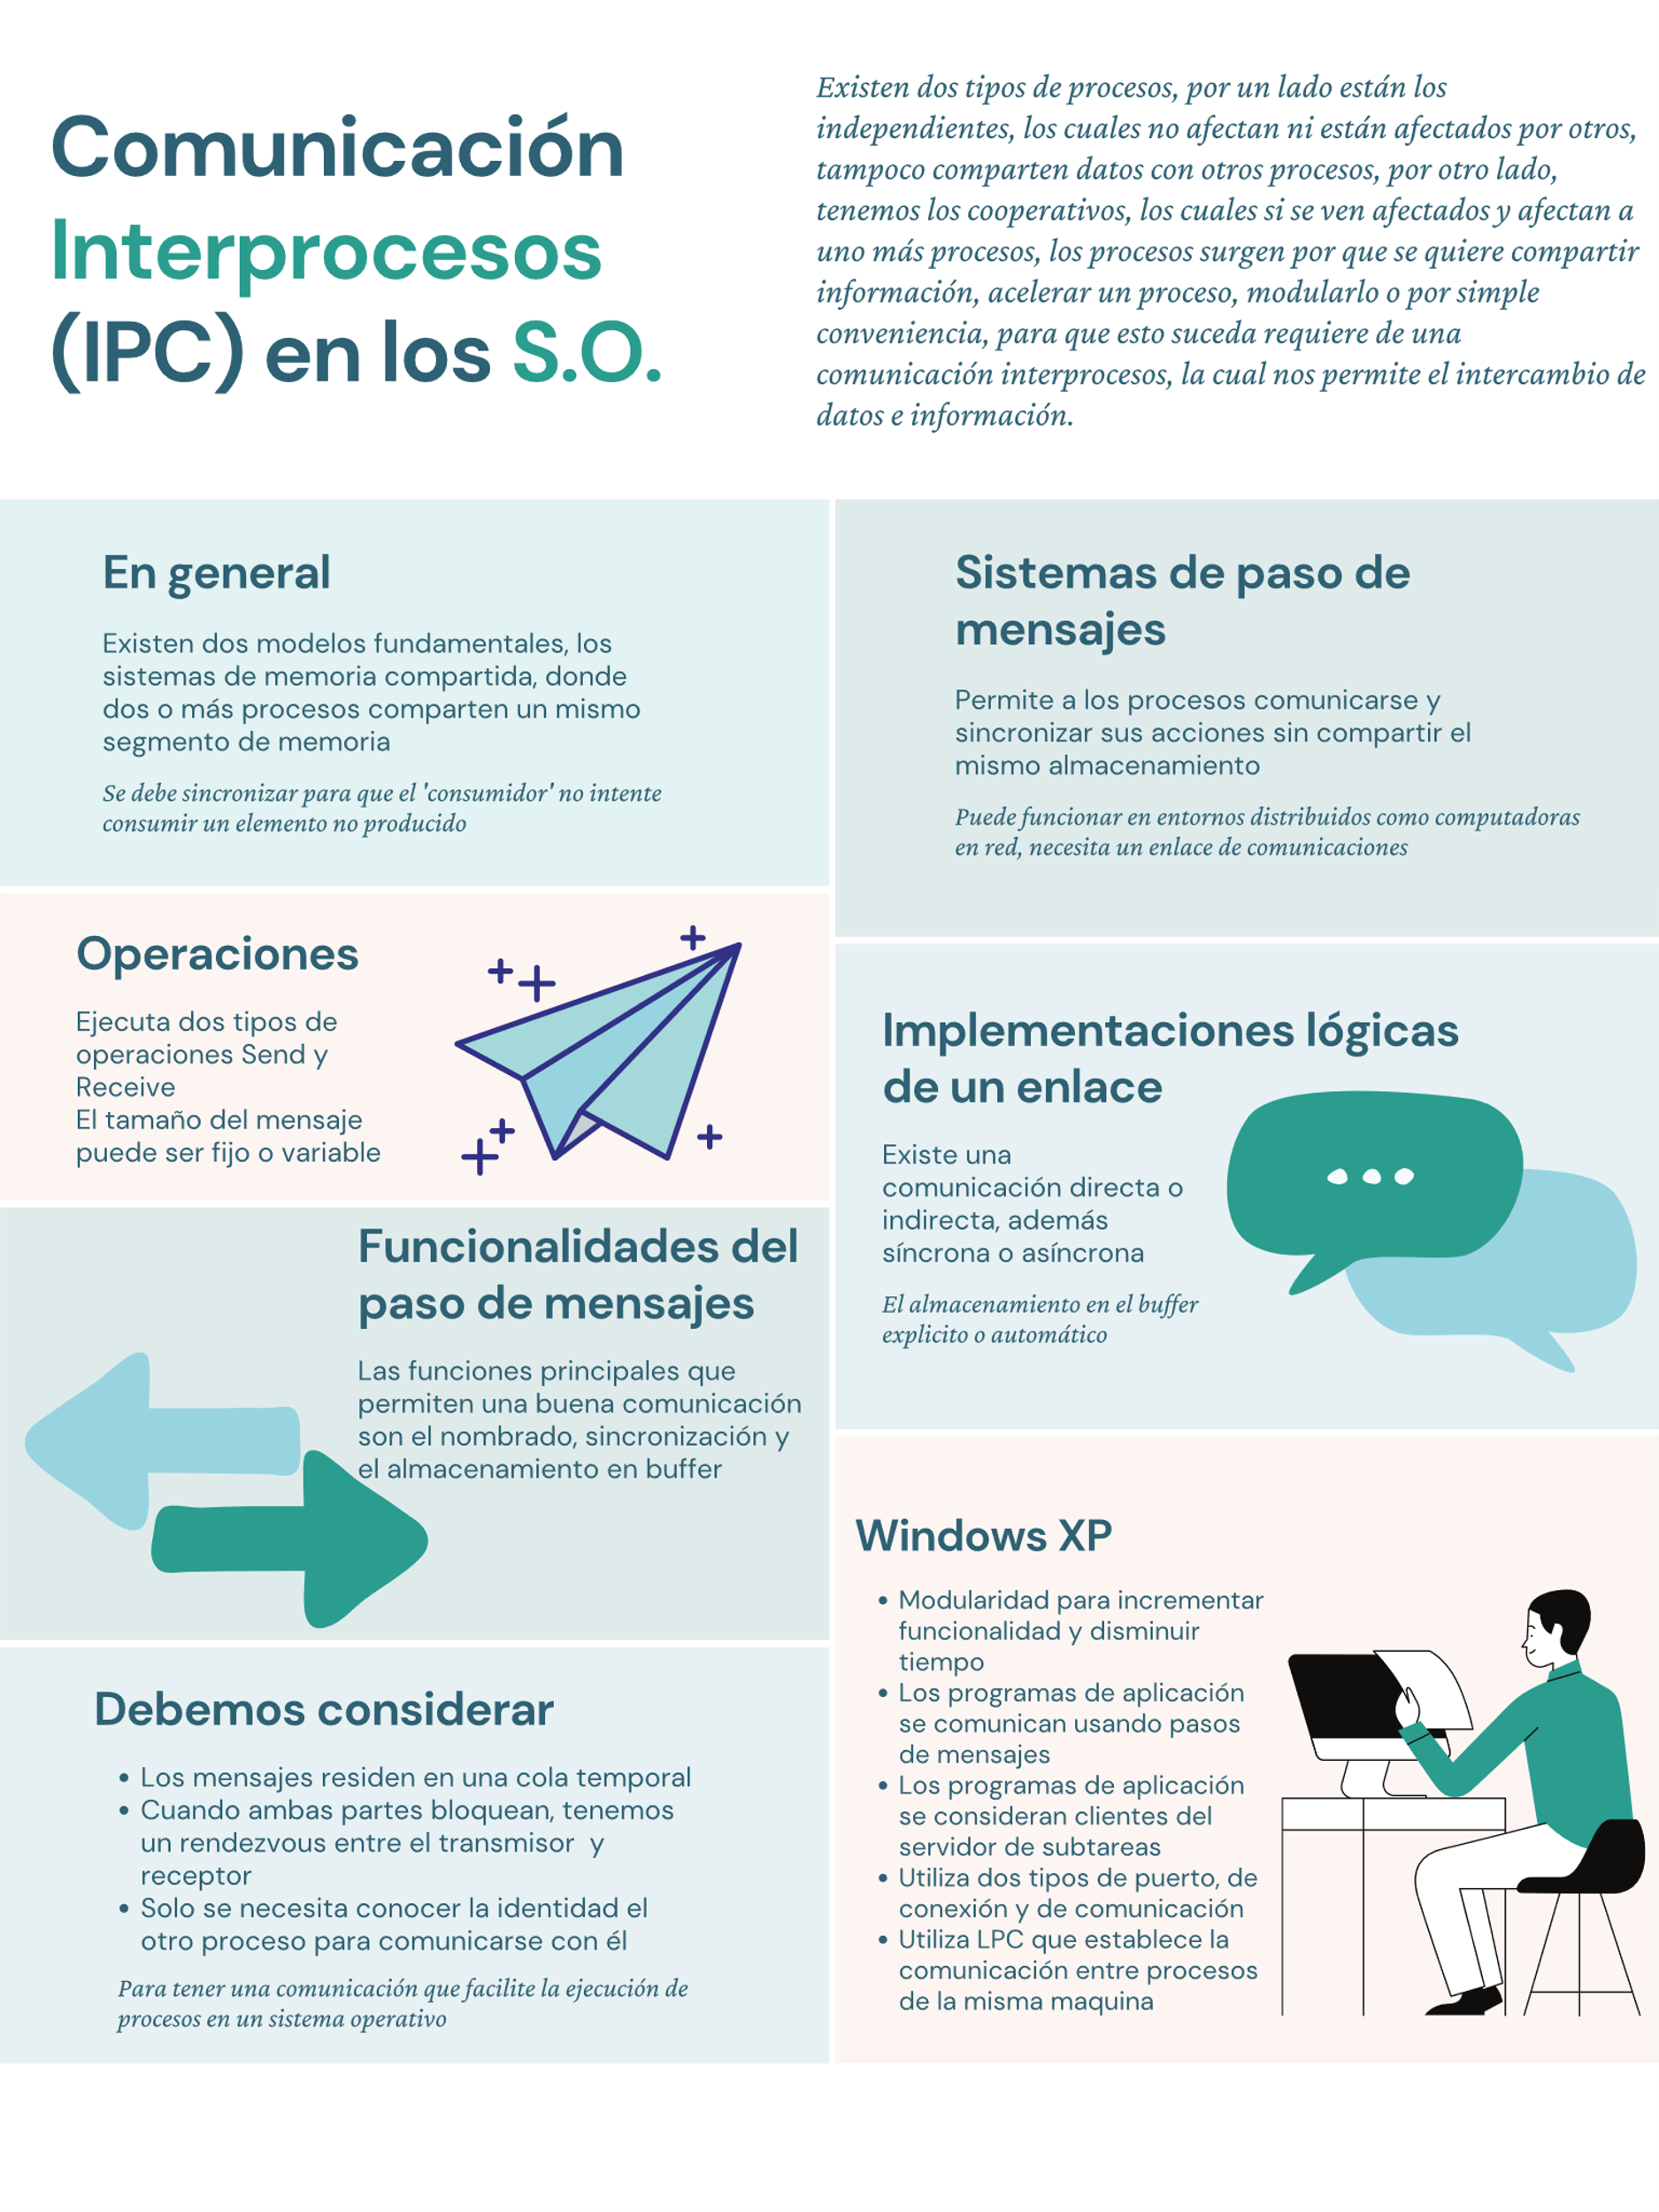 Comunicación
Interprocesos
(IPC) en los S.O.
Existen dos tipos de procesos, por un lado están los
independientes, los cuales no afectan ni están afectados por otros,
tampoco comparten datos con otros procesos, por otro lado,
tenemos los cooperativos, los cuales si se ven afectados y afectan a
uno más procesos, los procesos surgen por que se quiere compartir
información, acelerar un proceso, modularlo o por simple
conveniencia, para que esto suceda requiere de una
comunicación interprocesos, la cual nos permite el intercambio de
datos e información.
En general
Existen dos modelos fundamentales, los
sistemas de memoria compartida, donde
dos o más procesos comparten un mismo
segmento de memoria
Se debe sincronizar para que el 'consumidor' no intente
consumir un elemento no producido
Sistemas de paso de
mensajes
Permite a los procesos comunicarse y
sincronizar sus acciones sin compartir el
mismo almacenamiento
Puede funcionar en entornos distribuidos como computadoras
en red, necesita un enlace de comunicaciones
Operaciones
Ejecuta dos tipos de
operaciones Send y
Receive
El tamaño del mensaje
puede ser fijo o variable
Implementaciones lógicas
de un enlace
Existe una
comunicación directa o
indirecta, además
síncrona o asíncrona
El almacenamiento en el buffer
explicito o automático
Funcionalidades del
paso de mensajes
Las funciones principales que
permiten una buena comunicación
son el nombrado, sincronización y
el almacenamiento en buffer
Windows XP
• Modularidad para incrementar
funcionalidad y disminuir
tiempo
• Los programas de aplicación
se comunican usando pasos
de mensajes
• Los programas de aplicación
se consideran clientes del
servidor de subtareas
• Utiliza dos tipos de puerto, de
conexión y de comunicación
• Utiliza LPC que establece la
comunicación entre procesos
de la misma maquina
Debemos considerar
• Los mensajes residen en una cola temporal
• Cuando ambas partes bloquean, tenemos
un rendezvous entre el transmisor y
receptor
• Solo se necesita conocer la identidad el
otro proceso para comunicarse con él
Para tener una comunicación que facilite la ejecución de
procesos en un sistema operativo